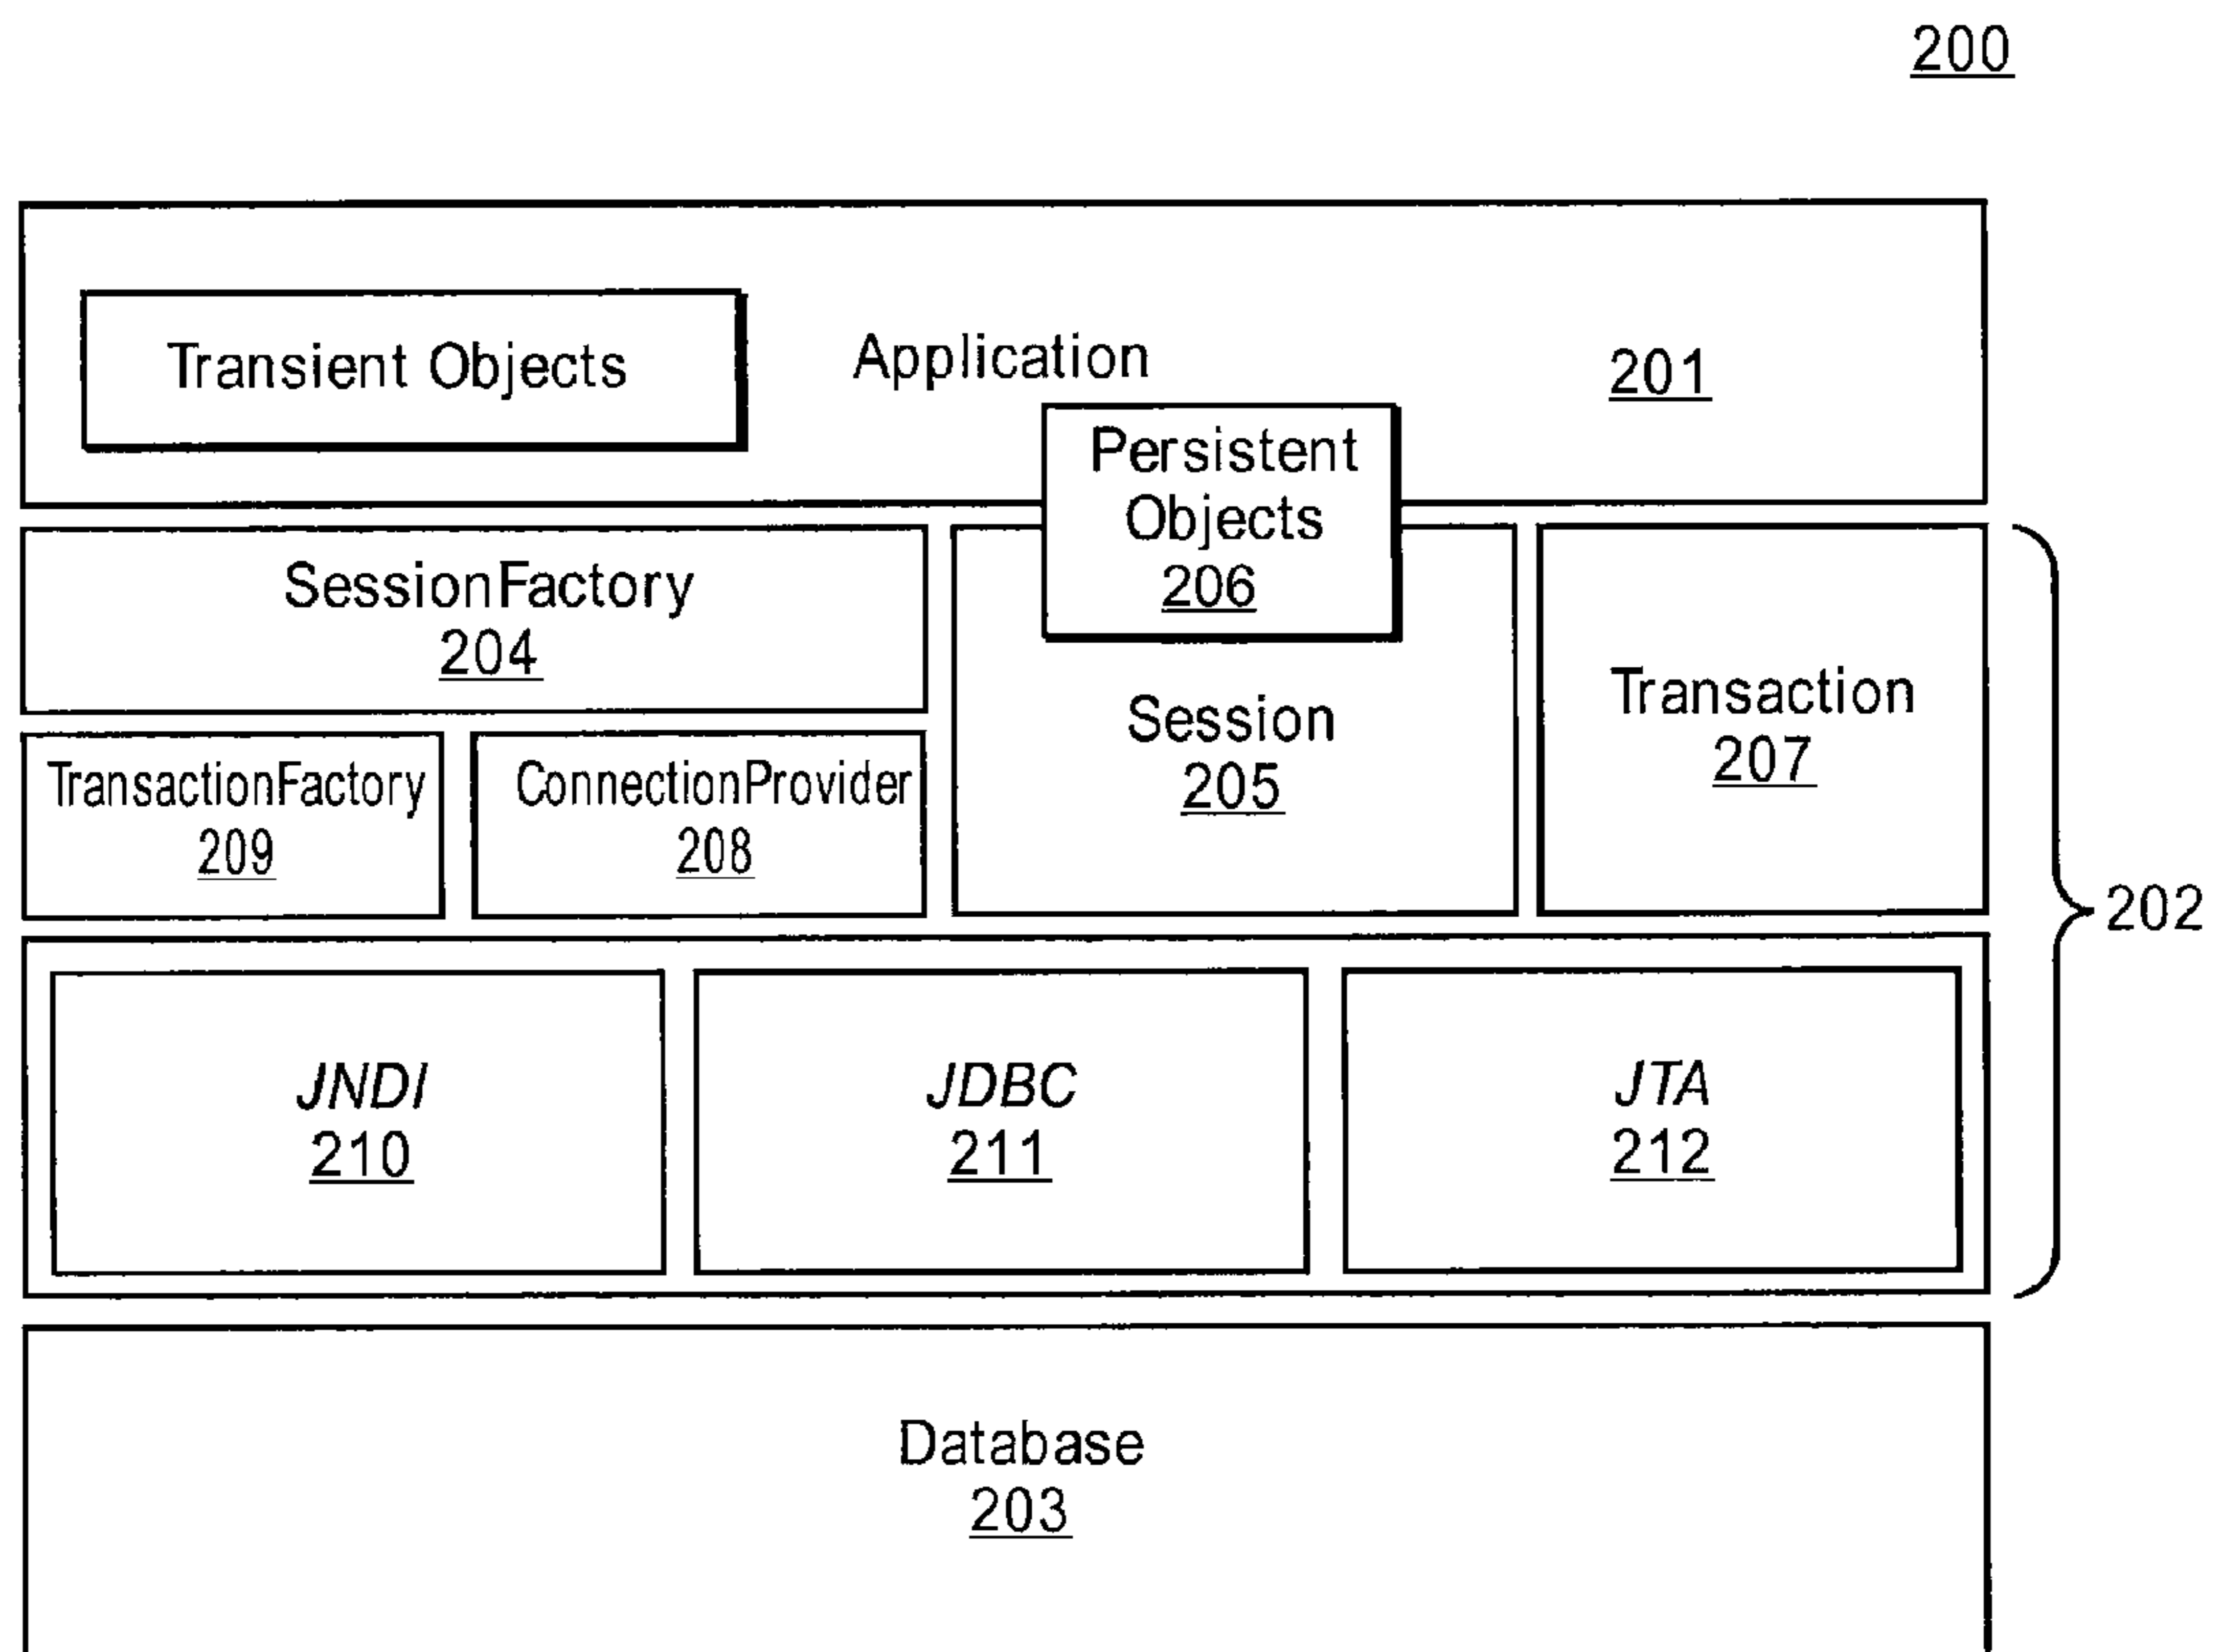 200
Transient Objects
Application
201
Persistent
Objects
206
SessionFactory
204
Session
205
Transaction
207
TransactionFactory
209
ConnectionProvider
208
202
JNDI
210
JDBC
211
JTA
212
Database
203